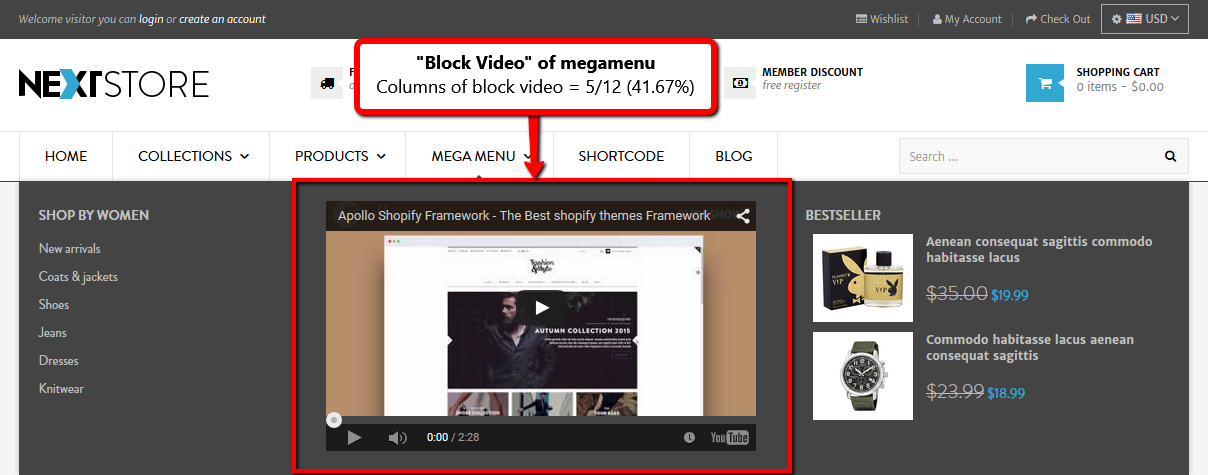 Welcome visitor you can login or create an account
Wishlist
My Account
Check Out
USD
"Block Video" of megamenu
Columns of block video = 5/12 (41.67%)
NEXTSTORE
MEMBER DISCOUNT
free register
SHOPPING CART
0 items - $0.00
HOME
COLLECTIONS
PRODUCTS
MEGA MENU
SHORTCODE
BLOG
Search ...
SHOP BY WOMEN
New arrivals
Coats & jackets
Shoes
Jeans
Dresses
Knitwear
Apollo Shopify Framework - The Best shopify themes Framework
Fashion
&Style
AUTUMN COLLECTION 2015
0:00 / 2:28
YouTube
BESTSELLER
PLAYBOY
VIP
Aenean consequat sagittis commodo
habitasse lacus
$35.00 $19.99
Commodo habitasse lacus aenean
consequat sagittis
$23.99 $18.99